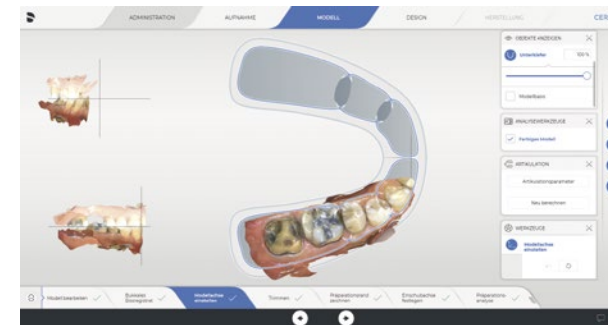 ADMINISTRATION
AUFNAHME
MODELL
DESIGN
HERSTELLUNG
CER
OBJEKTE ANZEIGEN
Unterkiefer
100 %
Modellbasis
ANALYSEWERKZEUGE
Farbiges Modell
ARTIKULATION
Artikulationsparameter
Neu berechnen
WERKZEUGE
Modellachse
einstellen
Modell bearbeiten
Bukkales
Bissregistrat
Modellachse
einstellen
Trimmen
Präparationsrand
zeichnen
Einschubachse
festlegen
Präparations-
analyse